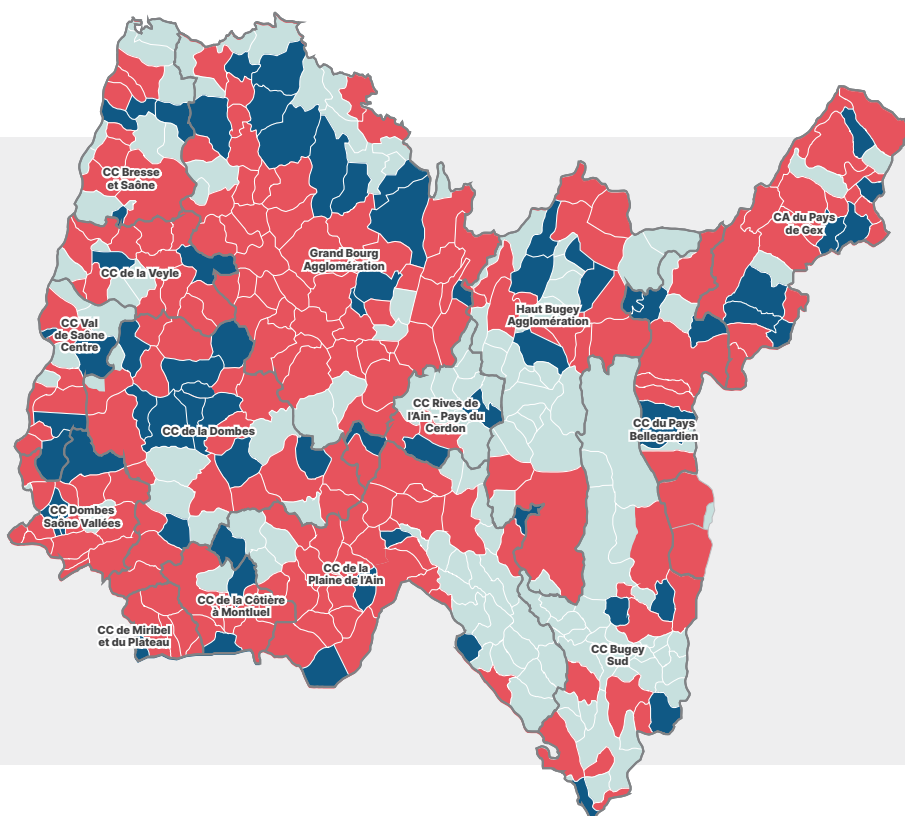 CC Bresse
et Saône
CA du Pays
de Gex
Grand Bourg
Agglomération
CC de la Veyle
Haut Bugey
Agglomération
CC Val
de Saône
Centre
CC Rives de
l'Ain - Pays du
Cerdon
CC du Pays
Bellegardien
CC de la Dombes
CC Dombes
Saône Vallées
CC de la
Plaine de l'Ain
CC de la Côtière
à Montluel
CC de Miribel
et du Plateau
CC Bugey
Sud